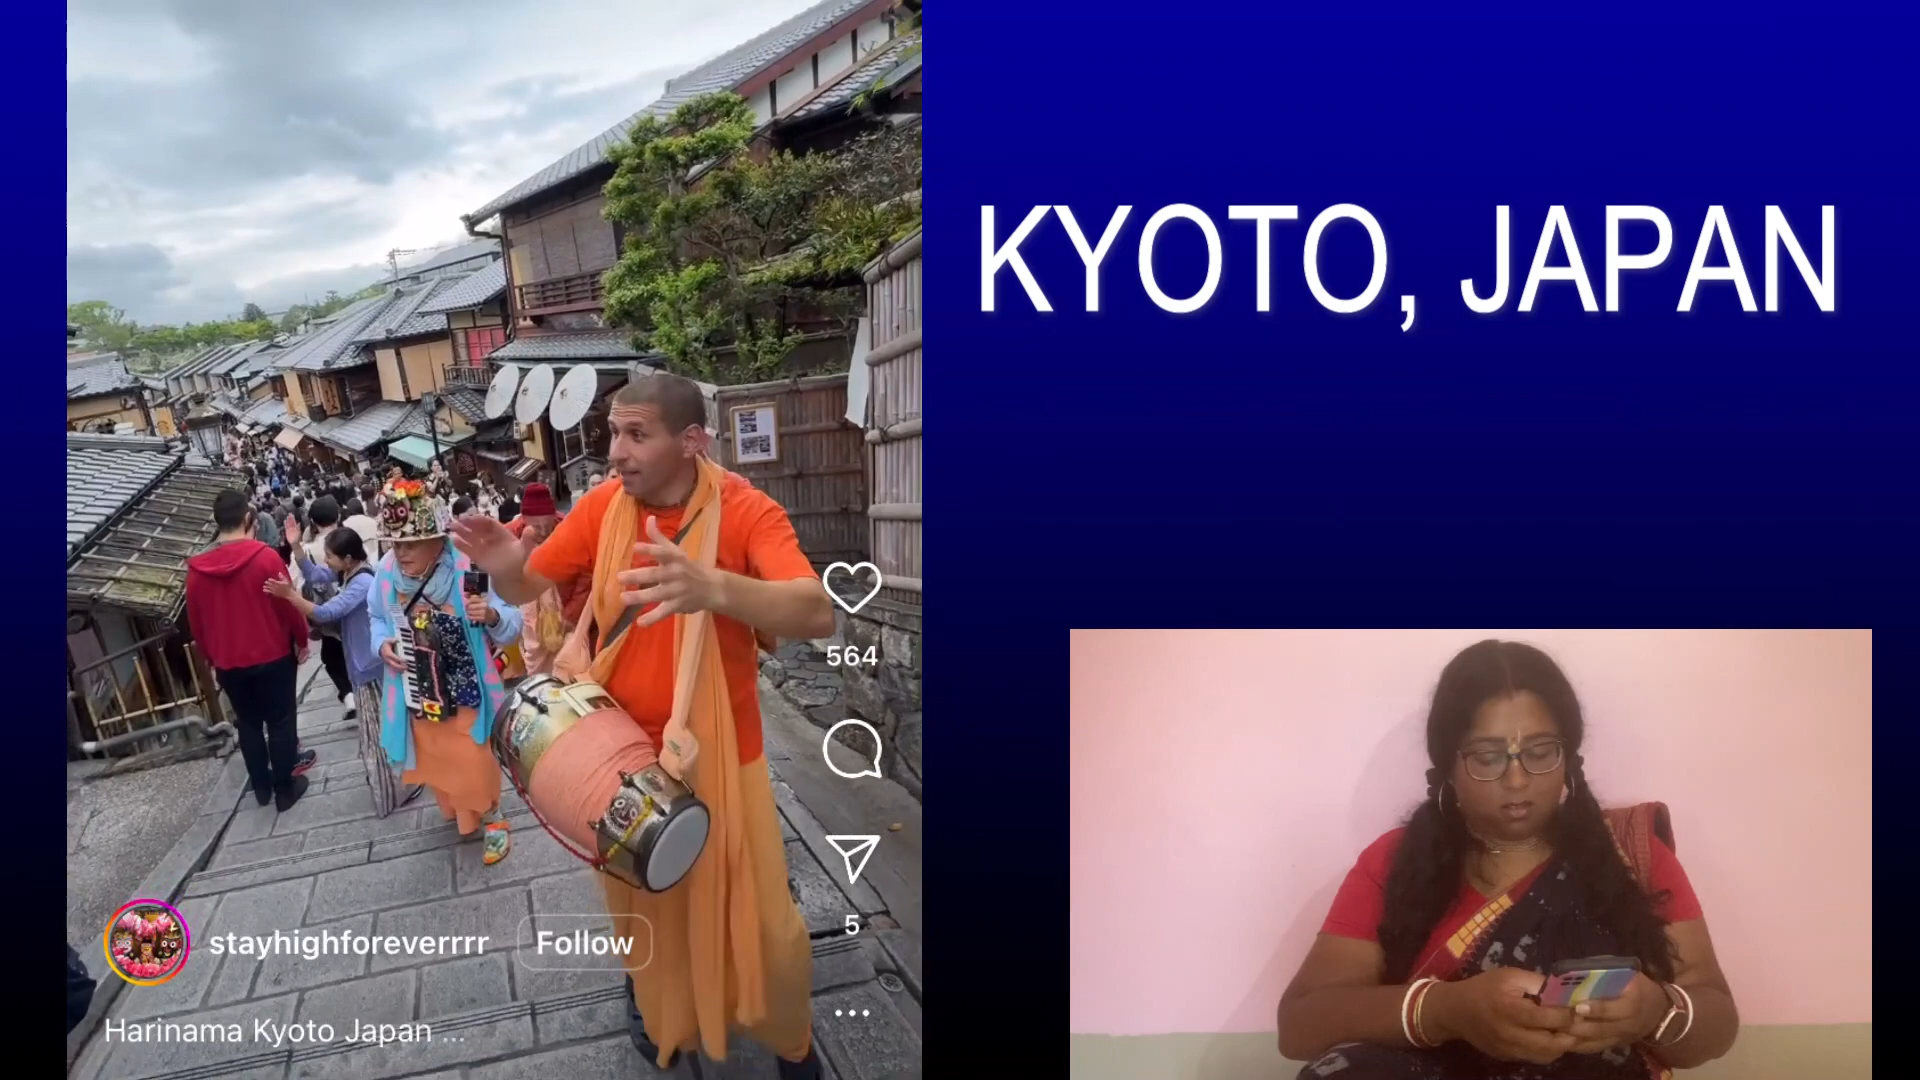 KYOTO, JAPAN
564
5
stayhighforeverrrr
Follow
Harinama Kyoto Japan ...